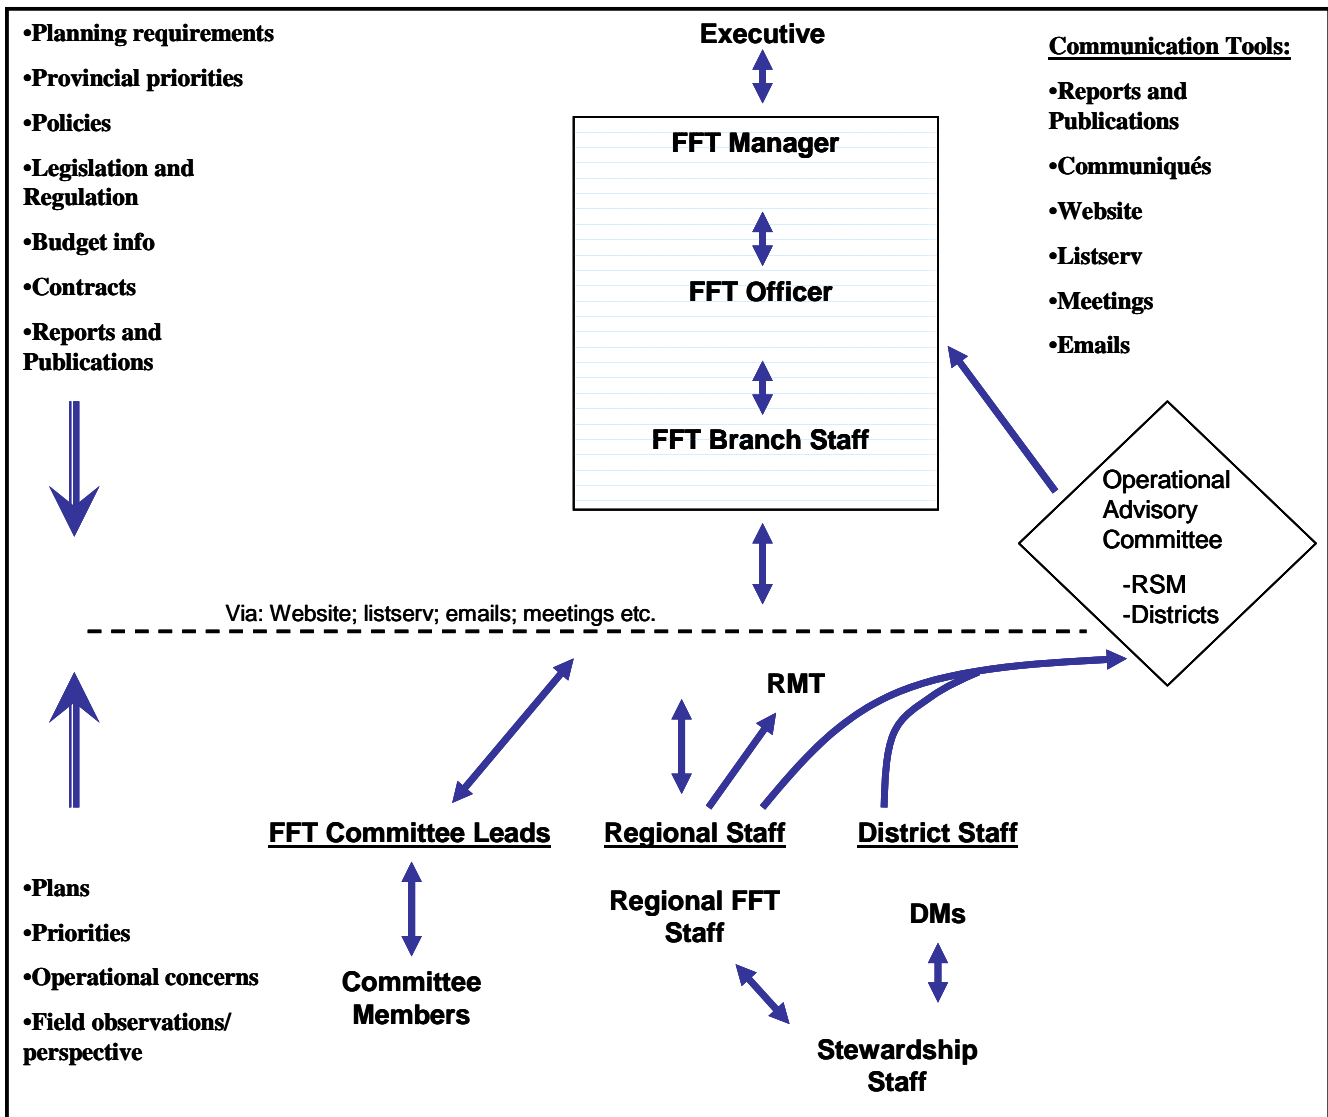 •Planning requirements
•Provincial priorities
•Policies
•Legislation and
Regulation
•Budget info
•Contracts
•Reports and
Publications
Executive
FFT Manager
FFT Officer
FFT Branch Staff
Communication Tools:
•Reports and
Publications
•Communiqués
•Website
•Listserv
•Meetings
•Emails
Operational
Advisory
Committee
-RSM
-Districts
Via: Website; listserv; emails; meetings etc.
RMT
FFT Committee Leads
Regional Staff
District Staff
•Plans
•Priorities
•Operational concerns
•Field observations/
perspective
Committee
Members
Regional FFT
Staff
DMs
Stewardship
Staff